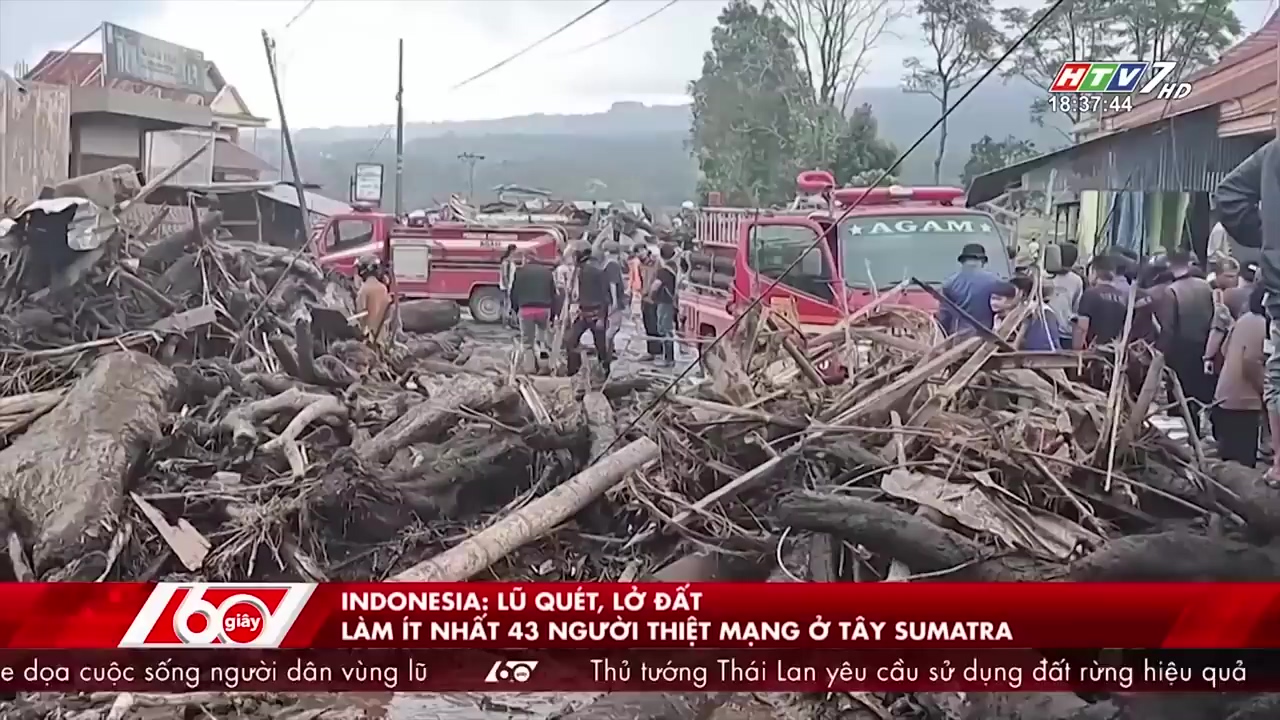 HTV7 HD
18:37:44
AGAM
★AGAM★
60 giây
INDONESIA: LŨ QUÉT, LỞ ĐẤT
LÀM ÍT NHẤT 43 NGƯỜI THIỆT MẠNG Ở TÂY SUMATRA
e dọa cuộc sống người dân vùng lũ 60 Thủ tướng Thái Lan yêu cầu sử dụng đất rừng hiệu quả